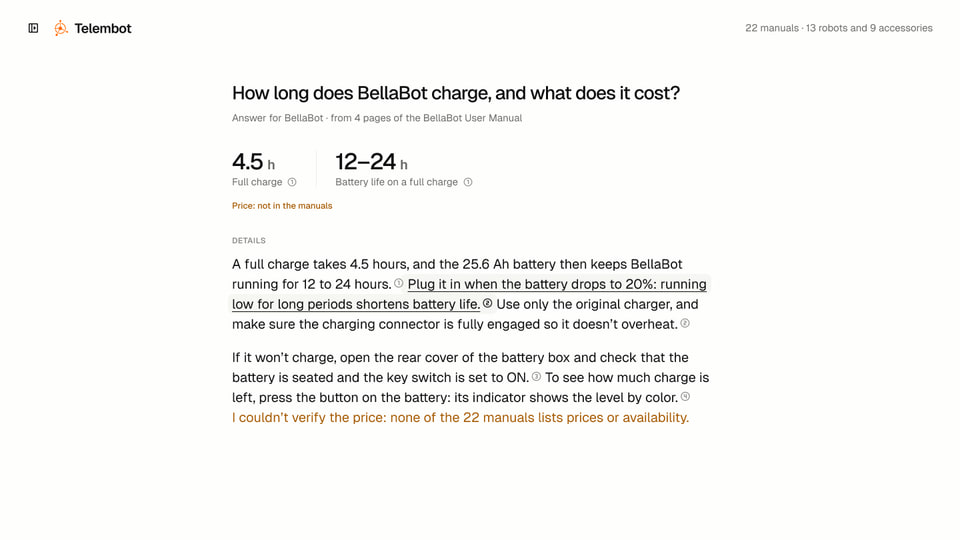 Telembot
22 manuals · 13 robots and 9 accessories
How long does BellaBot charge, and what does it cost?
Answer for BellaBot · from 4 pages of the BellaBot User Manual
4.5 h
12–24 h
Full charge ①
Battery life on a full charge ①
Price: not in the manuals
DETAILS
A full charge takes 4.5 hours, and the 25.6 Ah battery then keeps BellaBot
running for 12 to 24 hours. ① Plug it in when the battery drops to 20%: running
low for long periods shortens battery life. ② Use only the original charger, and
make sure the charging connector is fully engaged so it doesn’t overheat. ②
If it won’t charge, open the rear cover of the battery box and check that the
battery is seated and the key switch is set to ON. ③ To see how much charge is
left, press the button on the battery: its indicator shows the level by color. ④
I couldn’t verify the price: none of the 22 manuals lists prices or availability.